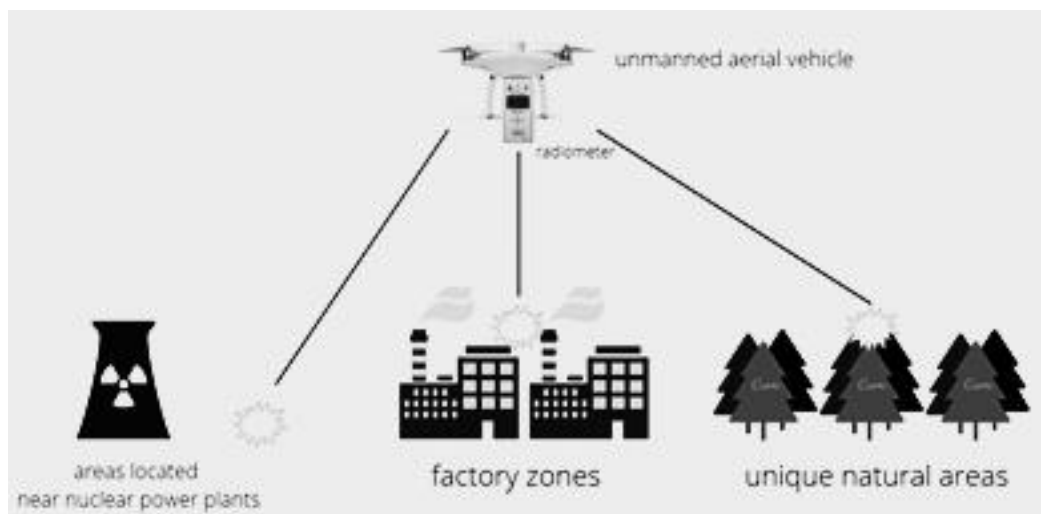 unmanned aerial vehicle
radiometer
areas located
near nuclear power plants
factory zones
unique natural areas